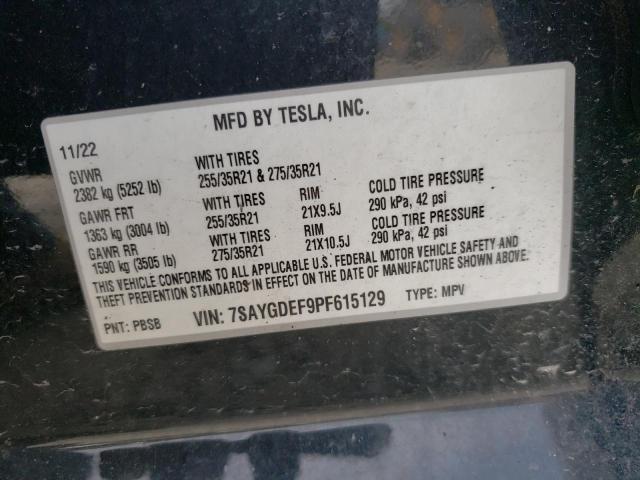 MFD BY TESLA, INC.
11/22
GVWR WITH TIRES
2382 kg (5252 lb) 255/35R21 & 275/35R21
GAWR FRT WITH TIRES RIM COLD TIRE PRESSURE
1363 kg (3004 lb) 255/35R21 21X9.5J 290 kPa, 42 psi
GAWR RR WITH TIRES RIM COLD TIRE PRESSURE
1590 kg (3505 lb) 275/35R21 21X10.5J 290 kPa, 42 psi
THIS VEHICLE CONFORMS TO ALL APPLICABLE U.S. FEDERAL MOTOR VEHICLE SAFETY AND
THEFT PREVENTION STANDARDS IN EFFECT ON THE DATE OF MANUFACTURE SHOWN ABOVE.
PNT: PBSB VIN: 7SAYGDEF9PF615129 TYPE: MPV